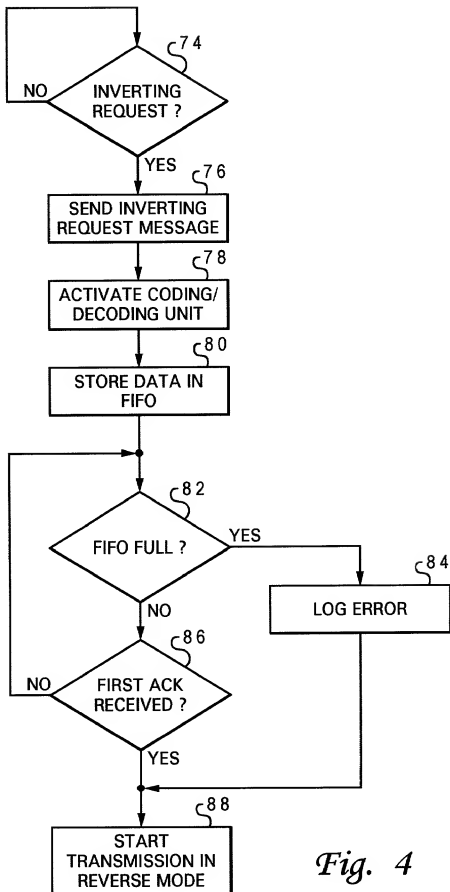 74
INVERTING
REQUEST ?
NO
YES
76
SEND INVERTING
REQUEST MESSAGE
78
ACTIVATE CODING/
DECODING UNIT
80
STORE DATA IN
FIFO
82
FIFO FULL ?
YES
84
LOG ERROR
NO
86
FIRST ACK
RECEIVED ?
NO
YES
88
START
TRANSMISSION IN
REVERSE MODE
Fig. 4